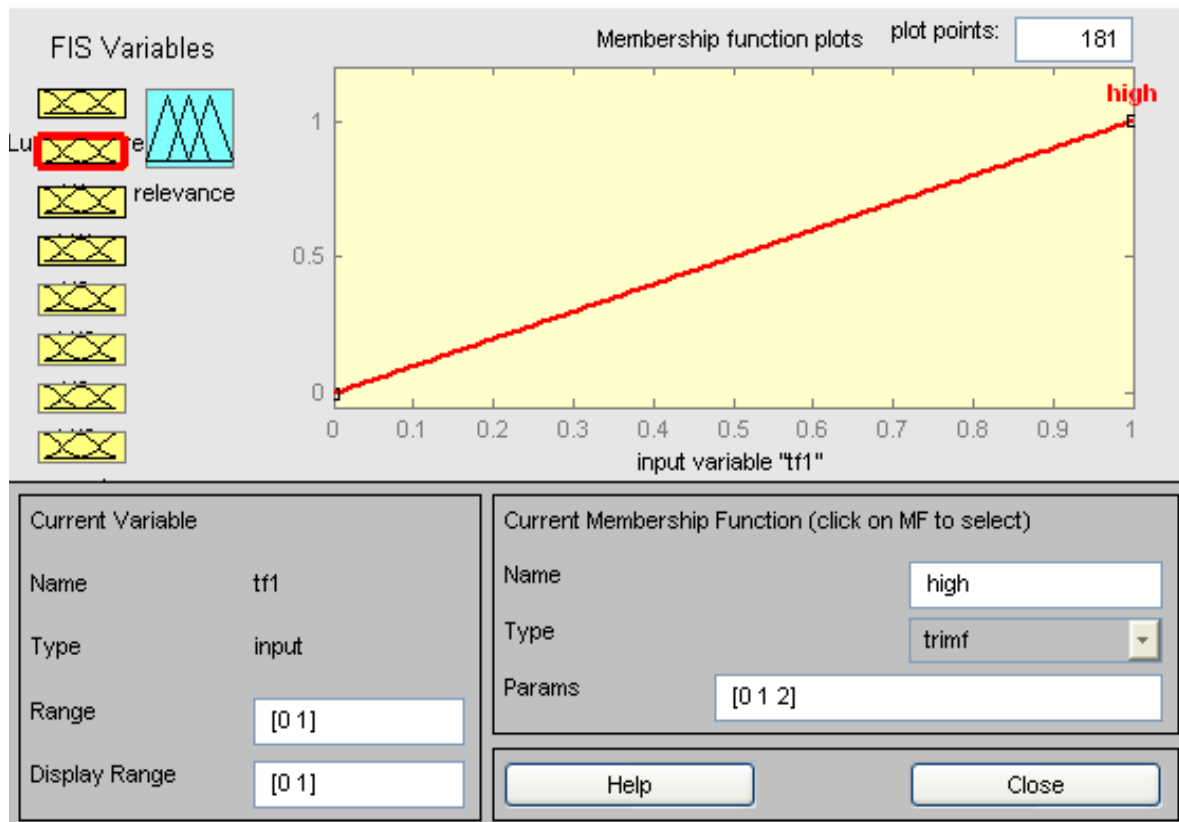 FIS Variables
Membership function plots
plot points:
181
relevance
high
1
0.5
0
0 0.1 0.2 0.3 0.4 0.5 0.6 0.7 0.8 0.9 1
input variable "tf1"
Current Variable
Name tf1
Type input
Range [0 1]
Display Range [0 1]
Current Membership Function (click on MF to select)
Name high
Type trimf
Params [0 1 2]
Help Close